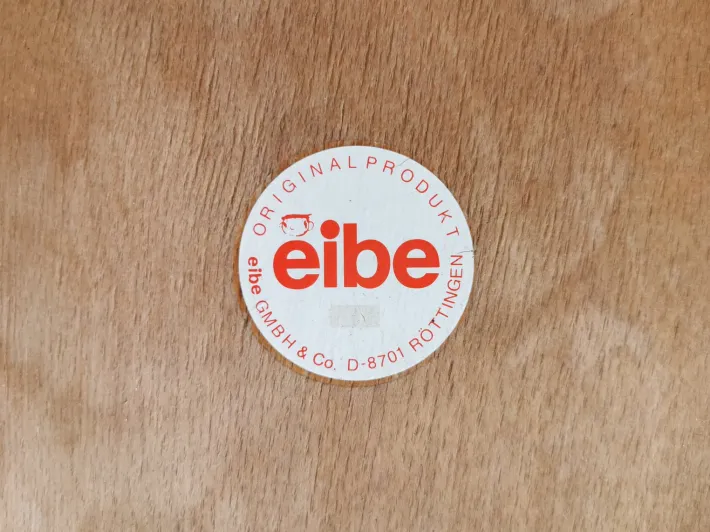 ORIGINALPRODUKT
eibe
eibe GMBH & Co. D-8701 RÖTTINGEN